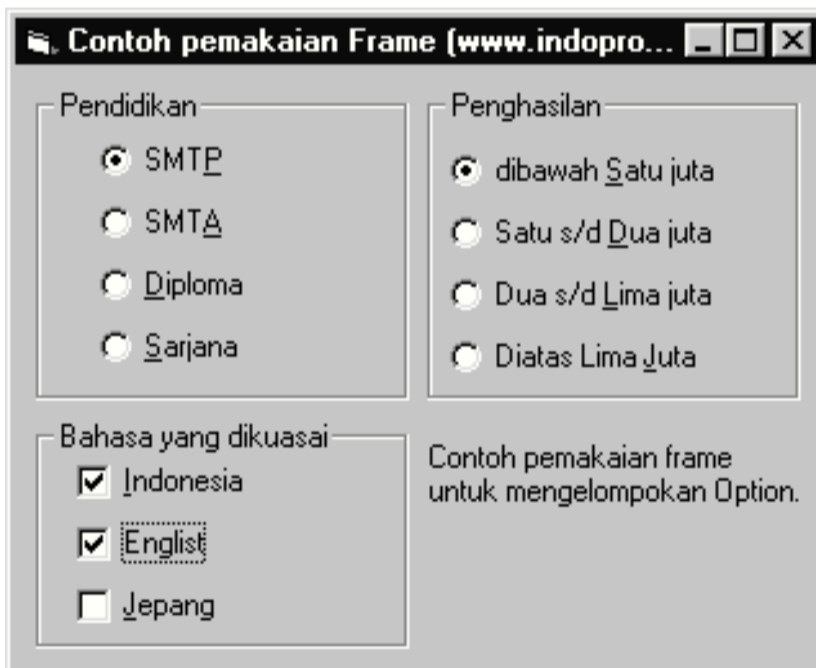 Contoh pemakaian Frame (www.indopro...
Pendidikan
SMTP
SMTA
Diploma
Sarjana
Penghasilan
dibawah Satu juta
Satu s/d Dua juta
Dua s/d Lima juta
Diatas Lima Juta
Bahasa yang dikuasai
Indonesia
Englist
Jepang
Contoh pemakaian frame
untuk mengelompokan Option.